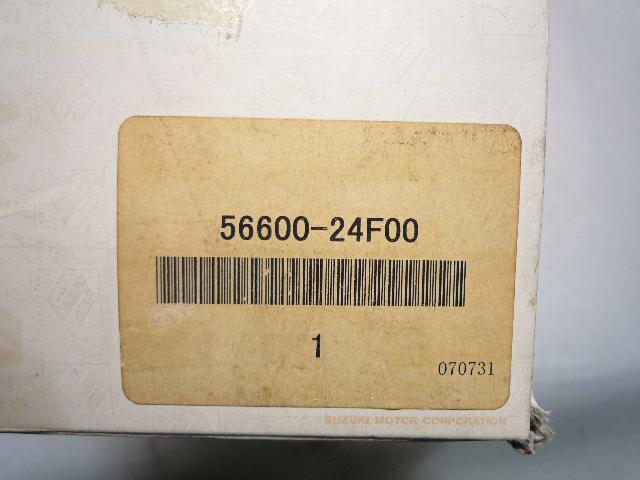 56600-24F00
1
070731
SUZUKI MOTOR CORPORATION